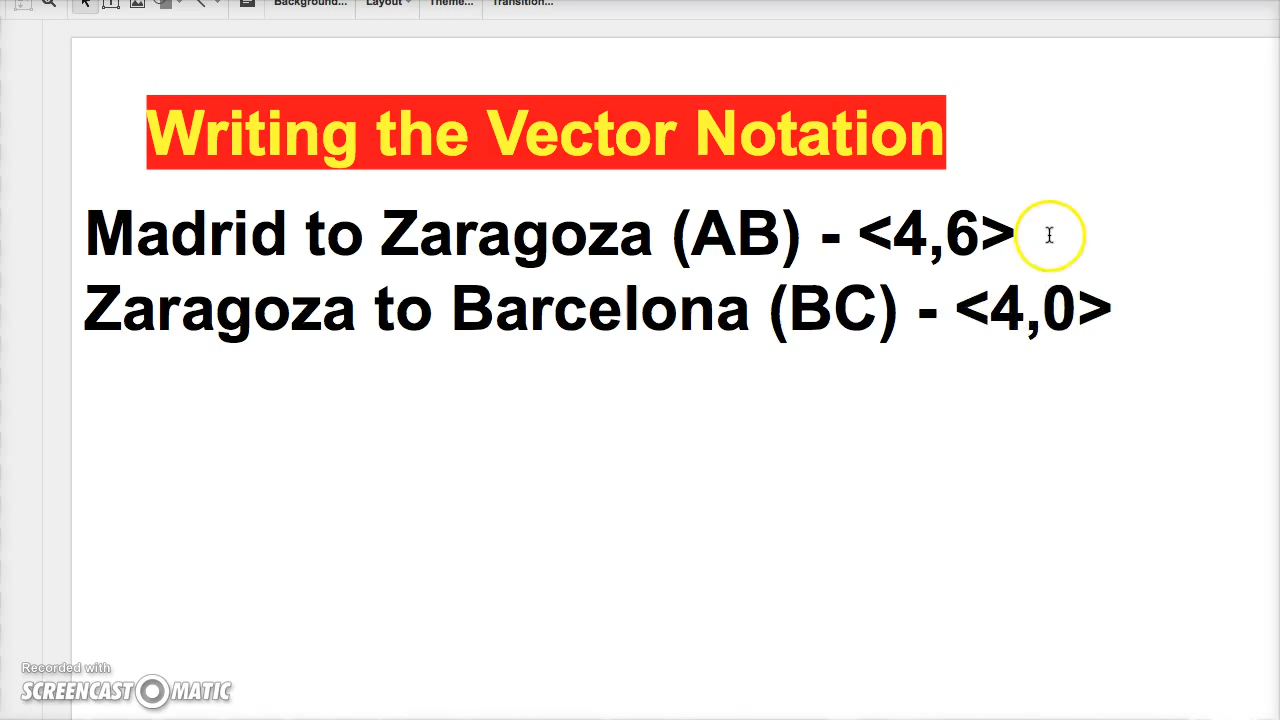 Background... Layout Theme... Transition...
Writing the Vector Notation
Madrid to Zaragoza (AB) - <4,6>
Zaragoza to Barcelona (BC) - <4,0>
Recorded with
SCREENCAST O MATIC